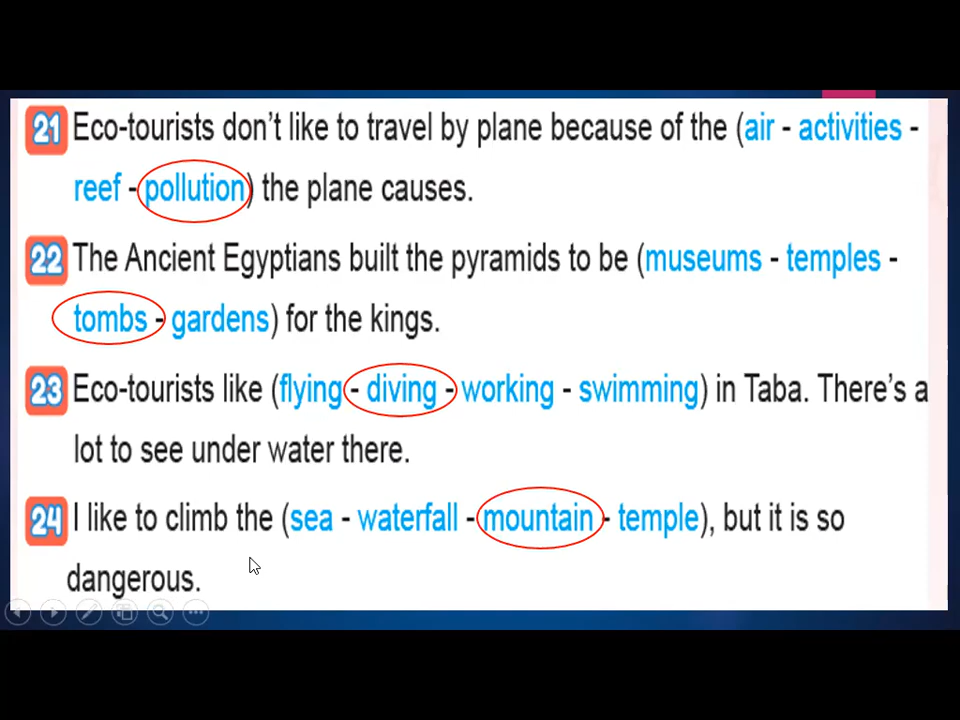 21 Eco-tourists don't like to travel by plane because of the (air - activities -
reef - pollution) the plane causes.
22 The Ancient Egyptians built the pyramids to be (museums - temples -
tombs - gardens) for the kings.
23 Eco-tourists like (flying - diving - working - swimming) in Taba. There's a
lot to see under water there.
24 I like to climb the (sea - waterfall - mountain - temple), but it is so
dangerous.